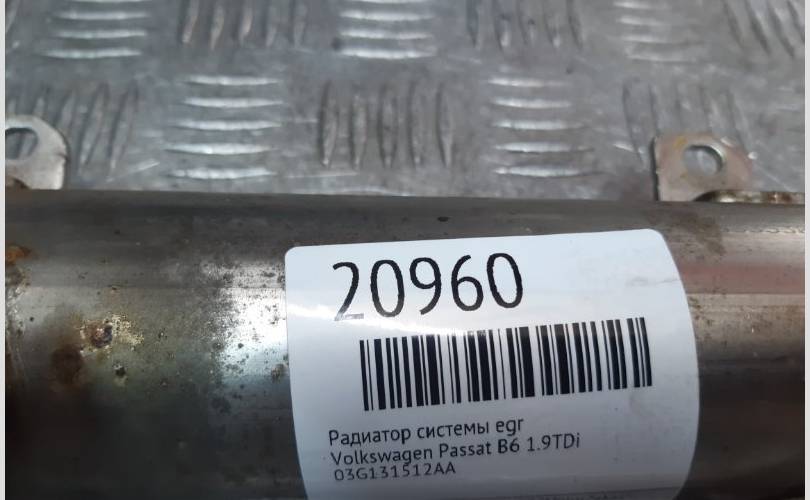 20960
Радиатор системы egr
Volkswagen Passat B6 1.9TDi
03G131512AA